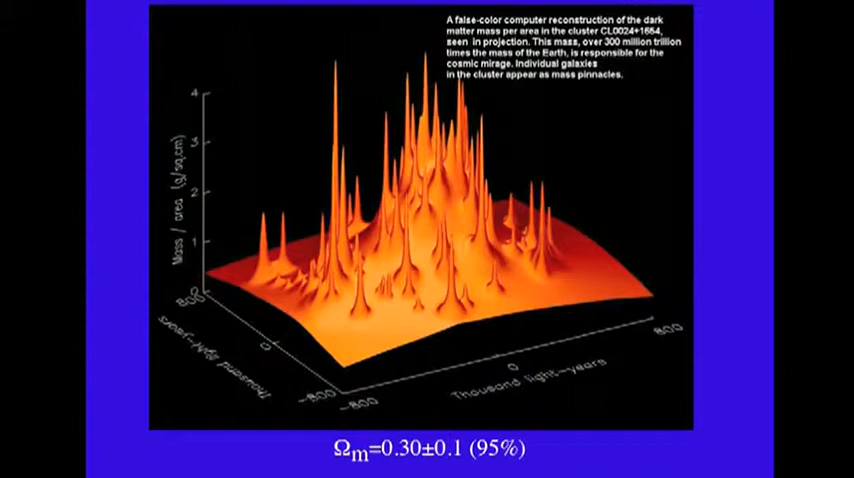 A false-color computer reconstruction of the dark
matter mass per area in the cluster CL0024+1654,
seen in projection. This mass, over 300 million trillion
times the mass of the Earth, is responsible for the
cosmic mirage. Individual galaxies
in the cluster appear as mass pinnacles.
4
3
2
1
0
Mass / area (g/sq.cm)
800
0
-800
Thousand light-years
-800
0
800
Thousand light-years
Ωm=0.30±0.1 (95%)